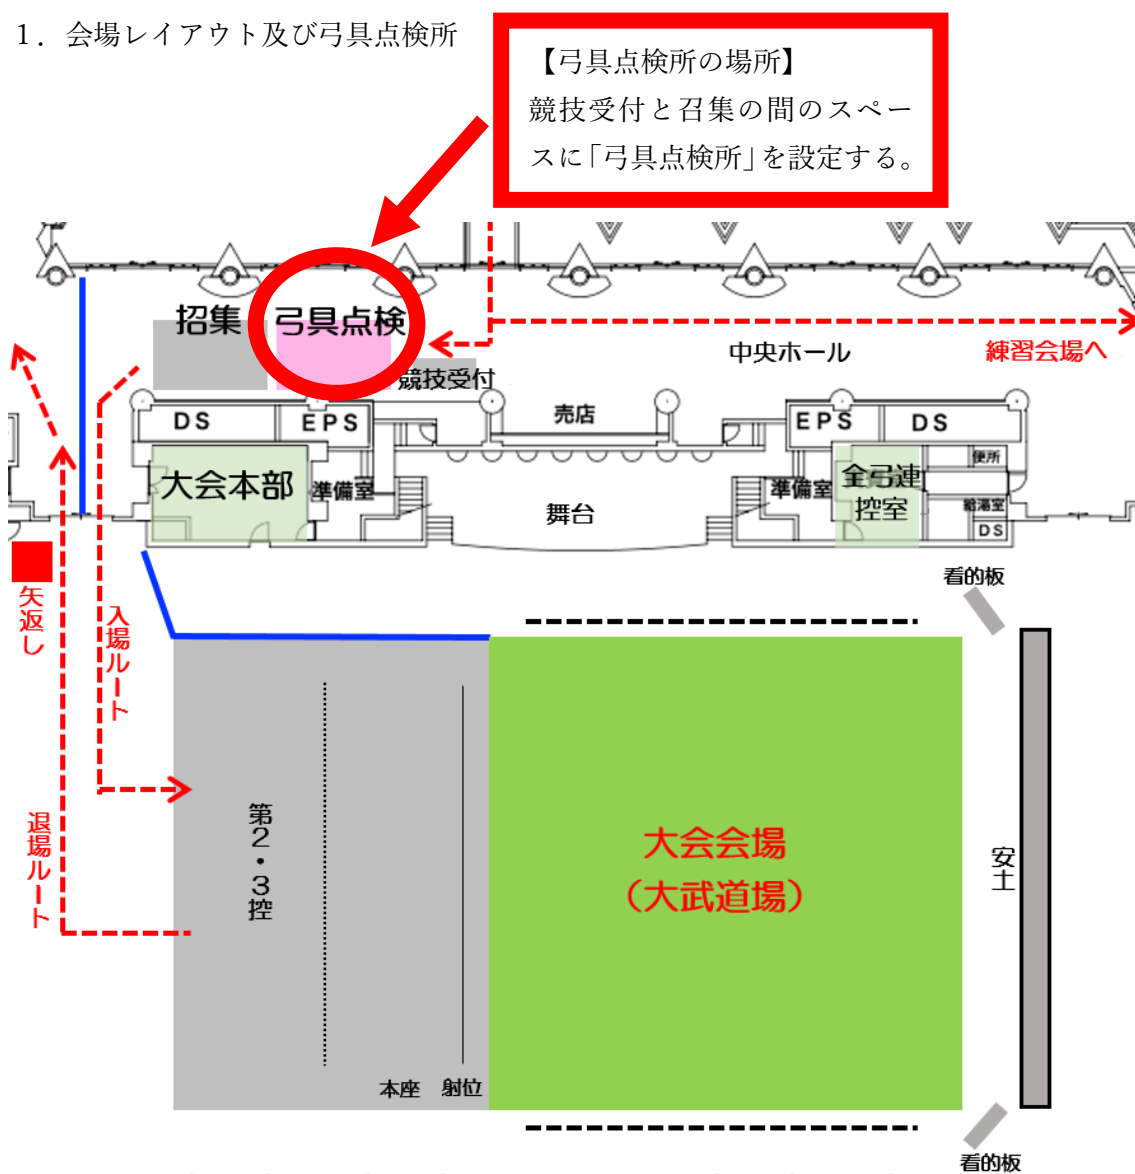 1．会場レイアウト及び弓具点検所
【弓具点検所の場所】
競技受付と召集の間のスペー
スに「弓具点検所」を設定する。
招集
弓具点検
競技受付
中央ホール
練習会場へ
DS
EPS
売店
EPS
DS
大会本部
準備室
舞台
準備室
全弓連
控室
便所
給湯室
DS
矢返し
入場ルート
退場ルート
看的板
第2・3控
大会会場
（大武道場）
安土
本座
射位
看的板